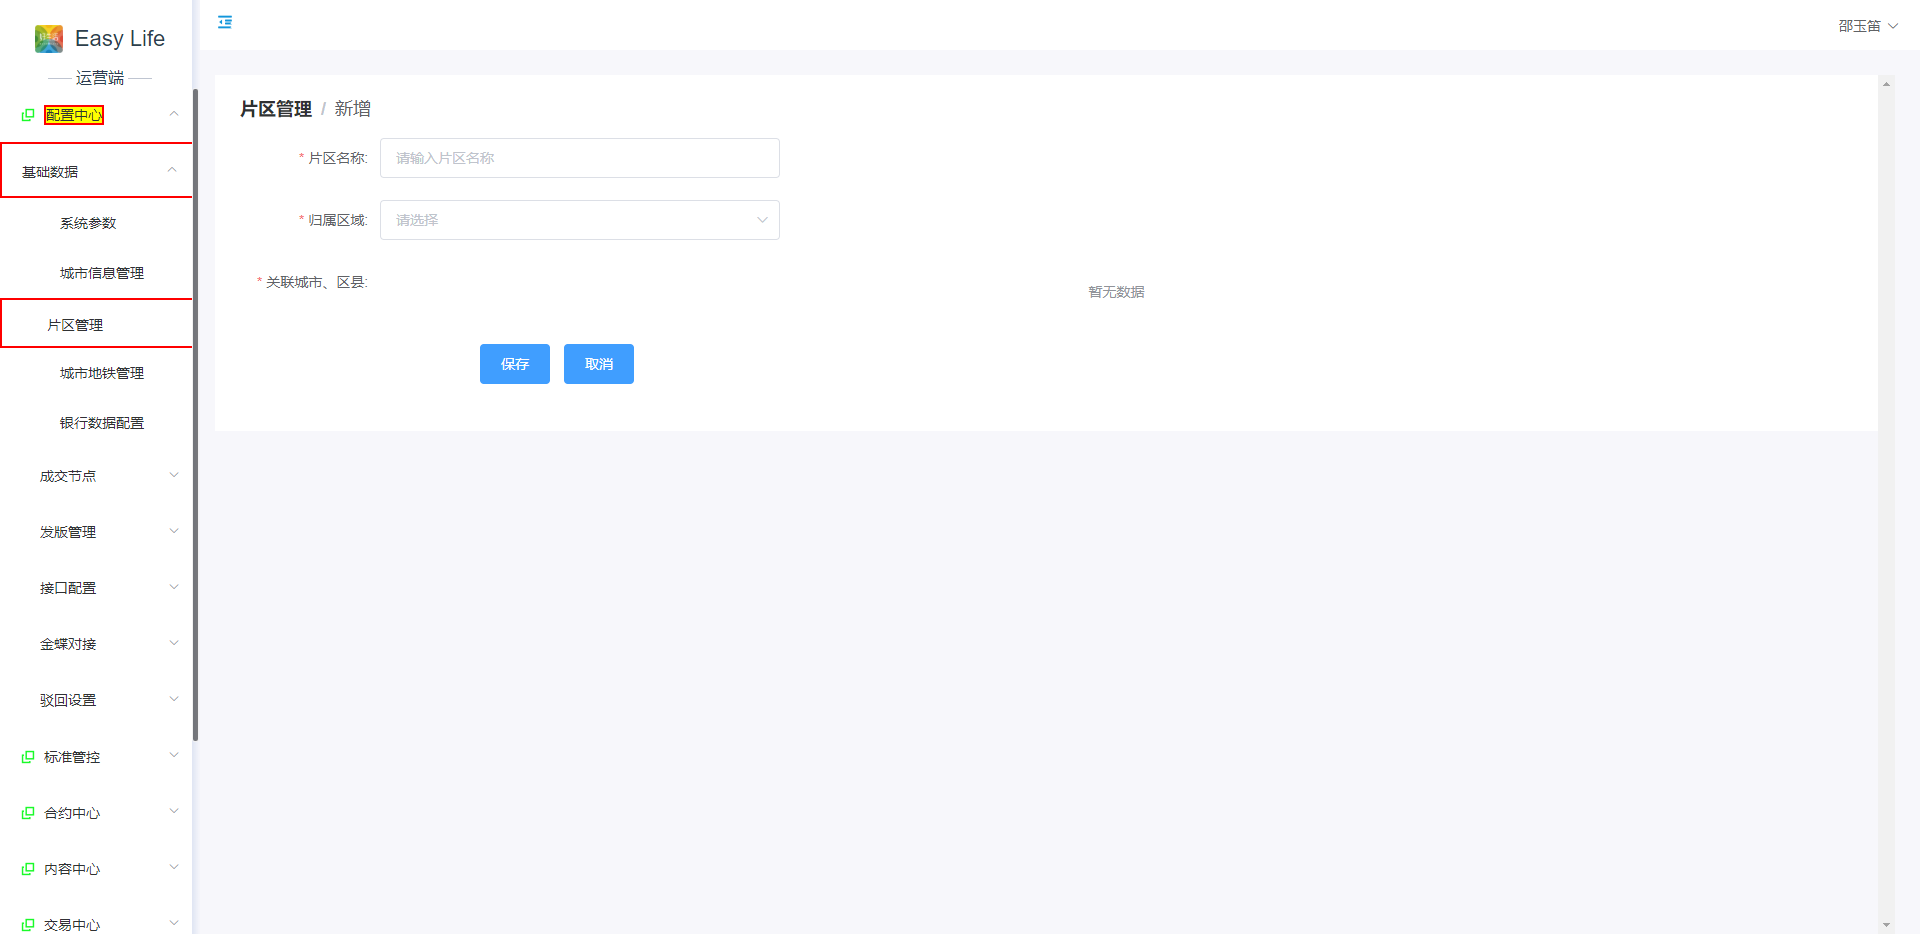 Easy Life
运营端
配置中心
基础数据
系统参数
城市信息管理
片区管理
城市地铁管理
银行数据配置
成交节点
发版管理
接口配置
金蝶对接
驳回设置
标准管控
合约中心
内容中心
交易中心
邵玉笛
片区管理 / 新增
* 片区名称: 请输入片区名称
* 归属区域: 请选择
* 关联城市、区县:
暂无数据
保存 取消